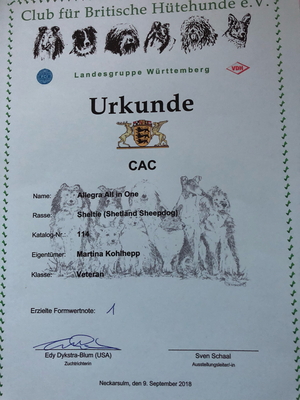 Club für Britische Hütehunde e.V.
Landesgruppe Württemberg
VDH
Urkunde
CAC
Name: Allegra All in One
Rasse: Sheltie (Shetland Sheepdog)
Katalog-Nr.: 114
Eigentümer: Martina Kohlhepp
Klasse: Veteran
Erzielte Formwertnote: 1
Edy Dykstra-Blum (USA)
Zuchtrichterin
Sven Schaal
Ausstellungsleiter/-in
Neckarsulm, den 9. September 2018